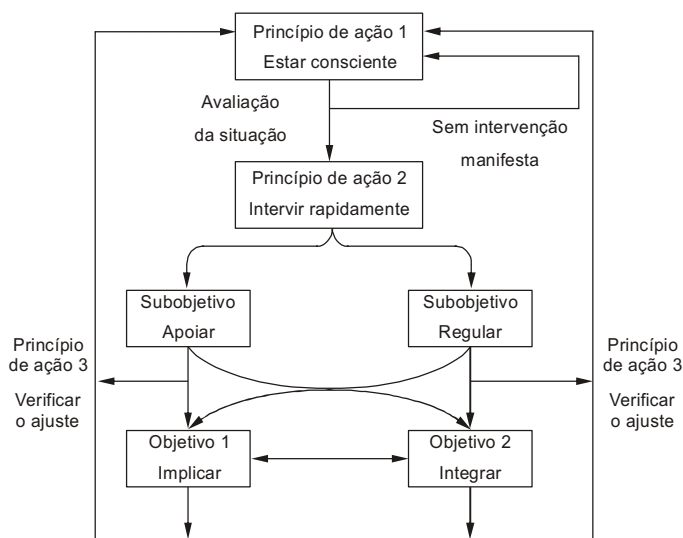 Princípio de ação 1
Estar consciente
Avaliação
da situação
Sem intervenção
manifesta
Princípio de ação 2
Intervir rapidamente
Subobjetivo
Apoiar
Subobjetivo
Regular
Princípio
de ação 3
Verificar
o ajuste
Princípio
de ação 3
Verificar
o ajuste
Objetivo 1
Implicar
Objetivo 2
Integrar